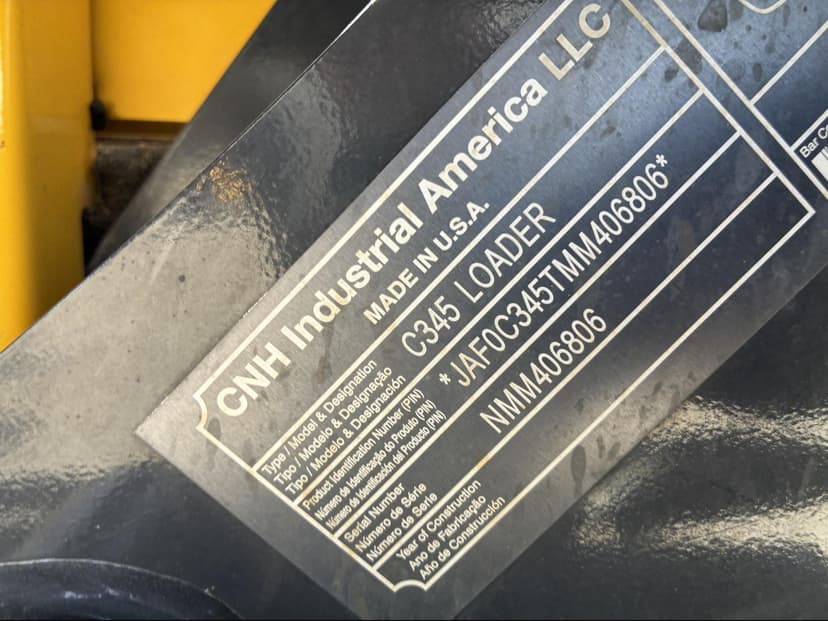 CNH Industrial America LLC
MADE IN U.S.A.
Type / Model & Designation
Tipo / Modelo & Designação
Tipo / Modelo & Designación
C345 LOADER
Product Identification Number (PIN)
Número de Identificação do Produto (PIN)
Número de Identificación del Producto (PIN)
*JAF0C345TMM406806*
Serial Number
Número de Série
Número de Serie
NMM406806
Year of Construction
Ano de Fabricação
Año de Construcción
Bar Co